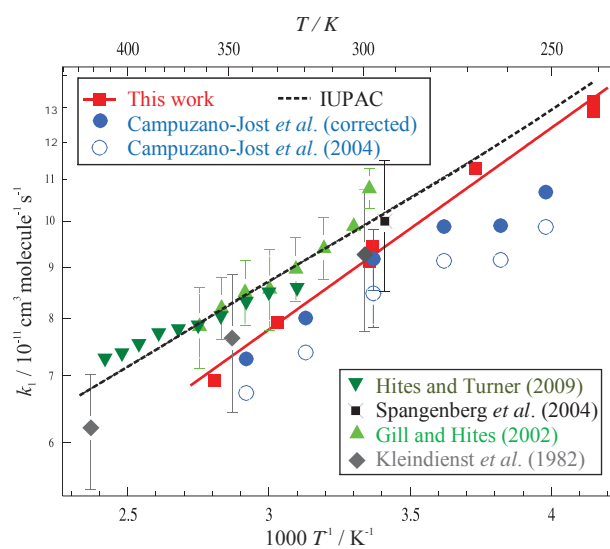 T / K
400
350
300
250
This work
IUPAC
Campuzano-Jost et al. (corrected)
Campuzano-Jost et al. (2004)
13
12
11
10
9
8
7
6
k₁ / 10⁻¹¹ cm³ molecule⁻¹ s⁻¹
Hites and Turner (2009)
Spangenberg et al. (2004)
Gill and Hites (2002)
Kleindienst et al. (1982)
2.5
3
3.5
4
1000 T⁻¹ / K⁻¹